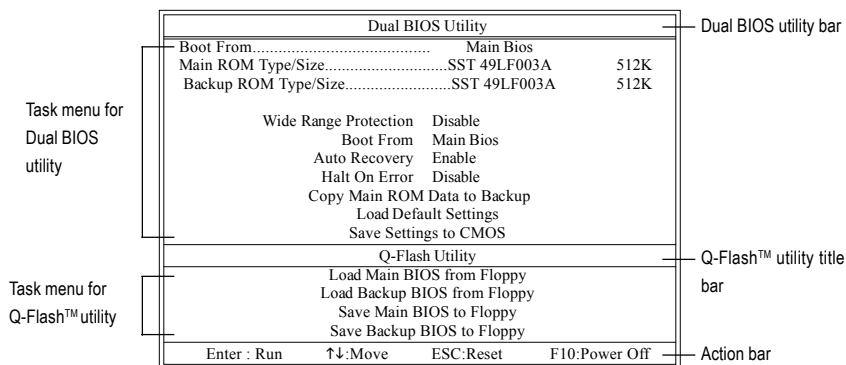 Dual BIOS Utility
Dual BIOS utility bar
Boot From.......................................... Main Bios
Main ROM Type/Size.............................SST 49LF003A 512K
Backup ROM Type/Size.........................SST 49LF003A 512K
Task menu for
Dual BIOS
utility
Wide Range Protection Disable
Boot From Main Bios
Auto Recovery Enable
Halt On Error Disable
Copy Main ROM Data to Backup
Load Default Settings
Save Settings to CMOS
Q-Flash Utility
Q-Flash™ utility title
bar
Task menu for
Q-Flash™ utility
Load Main BIOS from Floppy
Load Backup BIOS from Floppy
Save Main BIOS to Floppy
Save Backup BIOS to Floppy
Enter : Run ↑↓:Move ESC:Reset F10:Power Off
Action bar